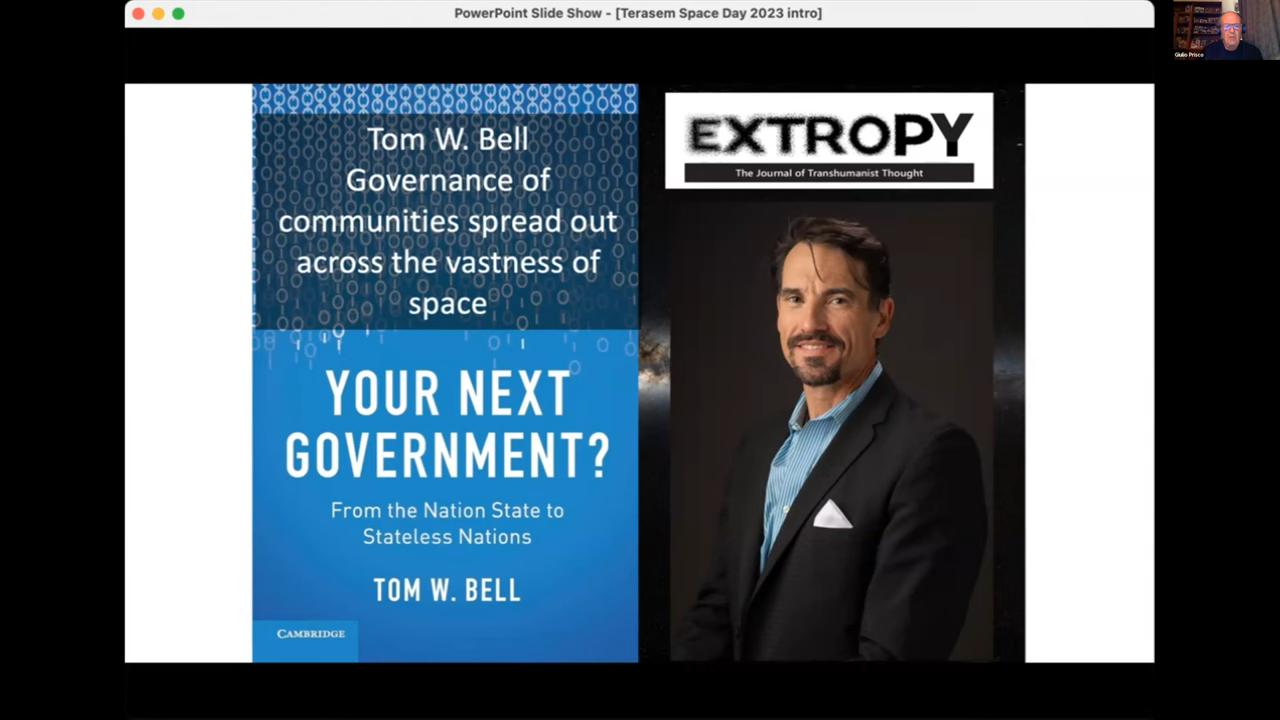 PowerPoint Slide Show - [Terasem Space Day 2023 intro]
Giulio Prisco
Tom W. Bell
Governance of
communities spread out
across the vastness of
space
YOUR NEXT
GOVERNMENT?
From the Nation State to
Stateless Nations
TOM W. BELL
CAMBRIDGE
EXTROPY
The Journal of Transhumanist Thought